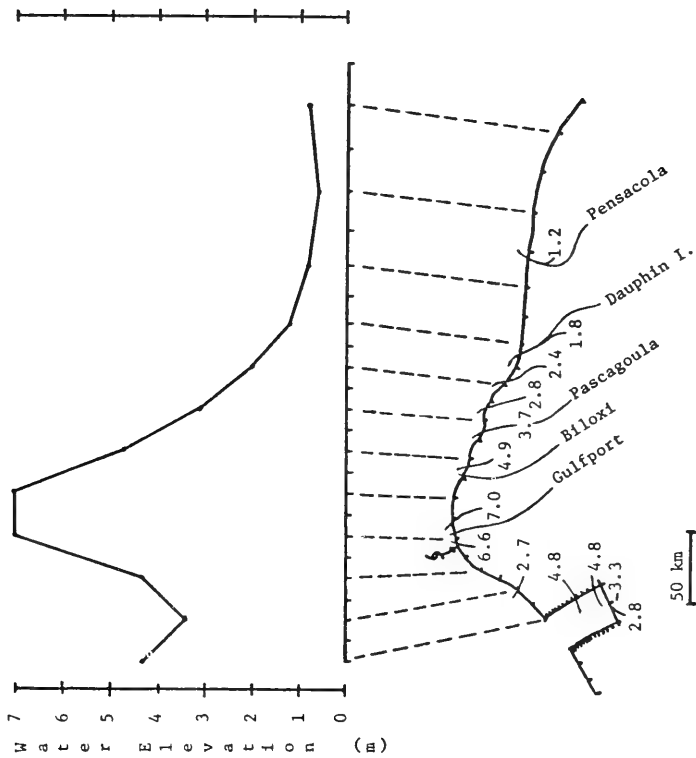 7 6 5 4 3 2 1 0
Water Elevation (m)
Pensacola
1.2
Dauphin I.
1.8
2.4
2.8
Pascagoula
3.7
Biloxi
4.9
Gulfport
7.0
6.6
2.7
4.8
4.8
3.3
2.8
50 km